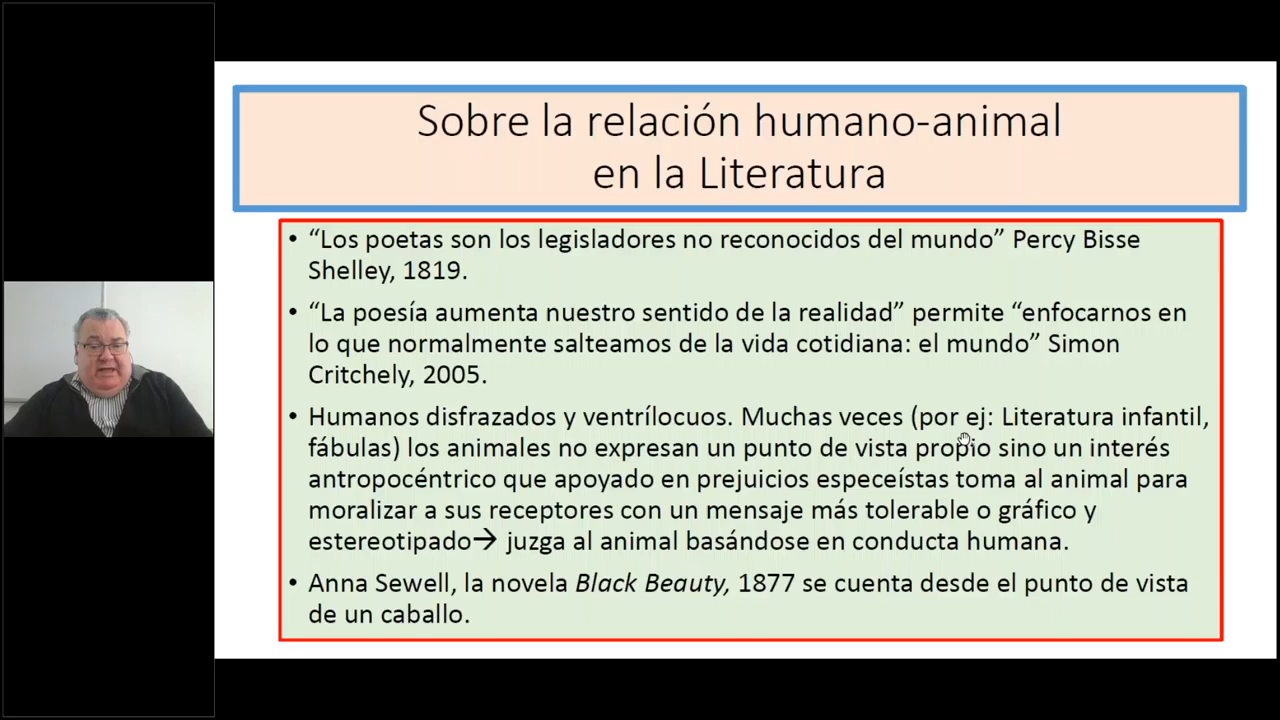 Sobre la relación humano-animal
en la Literatura
• “Los poetas son los legisladores no reconocidos del mundo” Percy Bisse
Shelley, 1819.
• “La poesía aumenta nuestro sentido de la realidad” permite “enfocarnos en
lo que normalmente salteamos de la vida cotidiana: el mundo” Simon
Critchely, 2005.
• Humanos disfrazados y ventrílocuos. Muchas veces (por ej: Literatura infantil,
fábulas) los animales no expresan un punto de vista propio sino un interés
antropocéntrico que apoyado en prejuicios especeístas toma al animal para
moralizar a sus receptores con un mensaje más tolerable o gráfico y
estereotipado→ juzga al animal basándose en conducta humana.
• Anna Sewell, la novela Black Beauty, 1877 se cuenta desde el punto de vista
de un caballo.